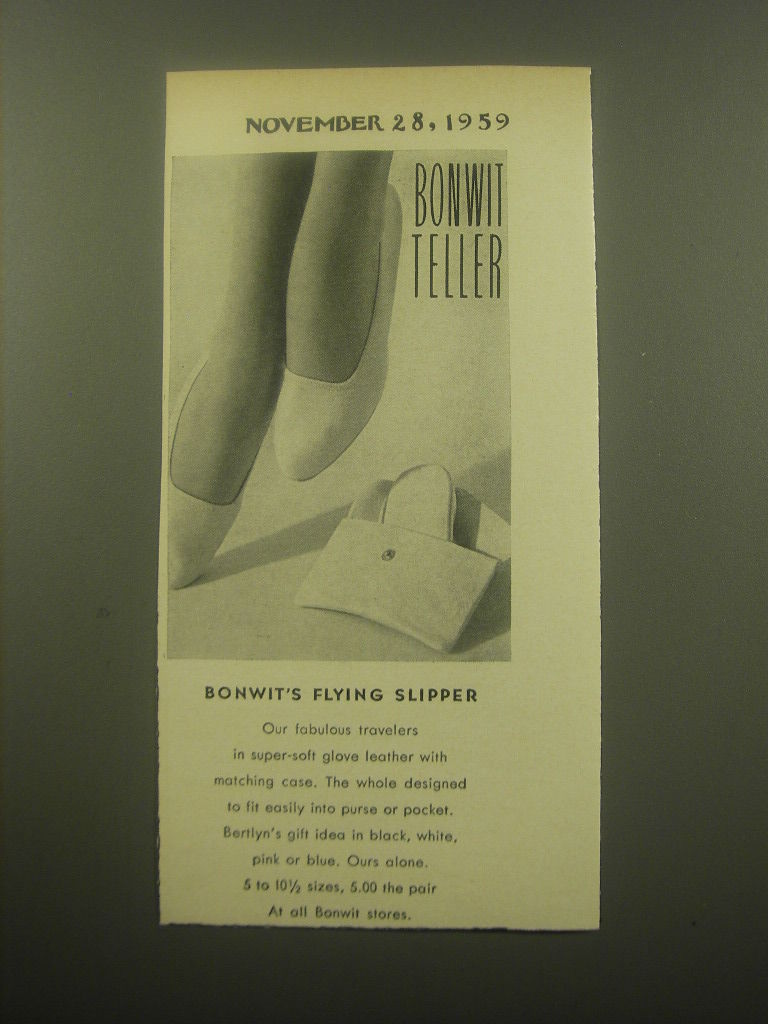 NOVEMBER 28, 1959
BONWIT
TELLER
BONWIT'S FLYING SLIPPER
Our fabulous travelers
in super-soft glove leather with
matching case. The whole designed
to fit easily into purse or pocket.
Bertlyn's gift idea in black, white,
pink or blue. Ours alone.
5 to 10½ sizes, 5.00 the pair
At all Bonwit stores.